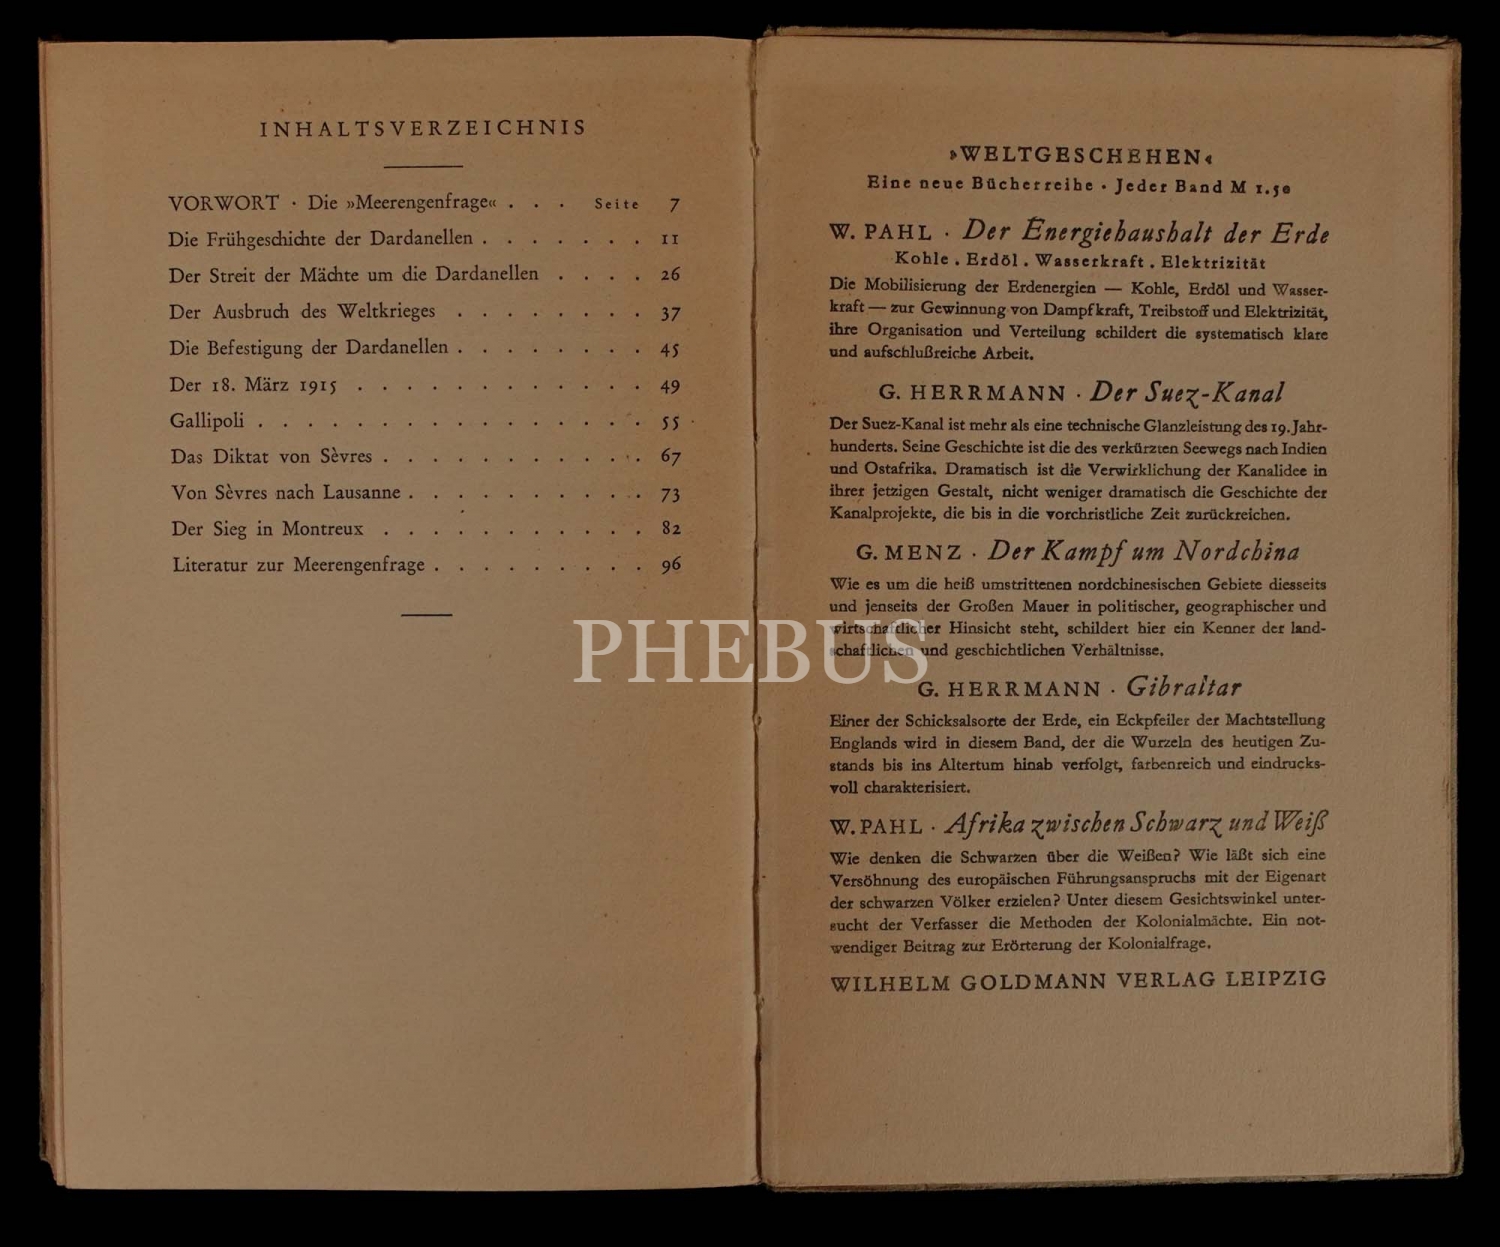 INHALTSVERZEICHNIS
VORWORT · Die »Meerengenfrage« . . . Seite 7
Die Frühgeschichte der Dardanellen . . . . . . . 11
Der Streit der Mächte um die Dardanellen . . . . 26
Der Ausbruch des Weltkrieges . . . . . . . . 37
Die Befestigung der Dardanellen . . . . . . . . 45
Der 18. März 1915 . . . . . . . . . . . . 49
Gallipoli . . . . . . . . . . . . . . . . 55
Das Diktat von Sèvres . . . . . . . . . . . 67
Von Sèvres nach Lausanne . . . . . . . . . . 73
Der Sieg in Montreux . . . . . . . . . . . 82
Literatur zur Meerengenfrage . . . . . . . . . 96
»WELTGESCHEHEN«
Eine neue Bücherreihe · Jeder Band M 1.50
W. PAHL · Der Energiehaushalt der Erde
Kohle . Erdöl . Wasserkraft . Elektrizität
Die Mobilisierung der Erdenergien — Kohle, Erdöl und Wasser-
kraft — zur Gewinnung von Dampfkraft, Treibstoff und Elektrizität,
ihre Organisation und Verteilung schildert die systematisch klare
und aufschlußreiche Arbeit.
G. HERRMANN · Der Suez-Kanal
Der Suez-Kanal ist mehr als eine technische Glanzleistung des 19. Jahr-
hunderts. Seine Geschichte ist die des verkürzten Seewegs nach Indien
und Ostafrika. Dramatisch ist die Verwirklichung der Kanalidee in
ihrer jetzigen Gestalt, nicht weniger dramatisch die Geschichte der
Kanalprojekte, die bis in die vorchristliche Zeit zurückreichen.
G. MENZ · Der Kampf um Nordchina
Wie es um die heiß umstrittenen nordchinesischen Gebiete diesseits
und jenseits der Großen Mauer in politischer, geographischer und
wirtschaftlicher Hinsicht steht, schildert hier ein Kenner der land-
schaftlichen und geschichtlichen Verhältnisse.
PHEBUS
G. HERRMANN · Gibraltar
Einer der Schicksalsorte der Erde, ein Eckpfeiler der Machtstellung
Englands wird in diesem Band, der die Wurzeln des heutigen Zu-
stands bis ins Altertum hinab verfolgt, farbenreich und eindrucks-
voll charakterisiert.
W. PAHL · Afrika zwischen Schwarz und Weiß
Wie denken die Schwarzen über die Weißen? Wie läßt sich eine
Versöhnung des europäischen Führungsanspruchs mit der Eigenart
der schwarzen Völker erzielen? Unter diesem Gesichtswinkel unter-
sucht der Verfasser die Methoden der Kolonialmächte. Ein not-
wendiger Beitrag zur Erörterung der Kolonialfrage.
WILHELM GOLDMANN VERLAG LEIPZIG